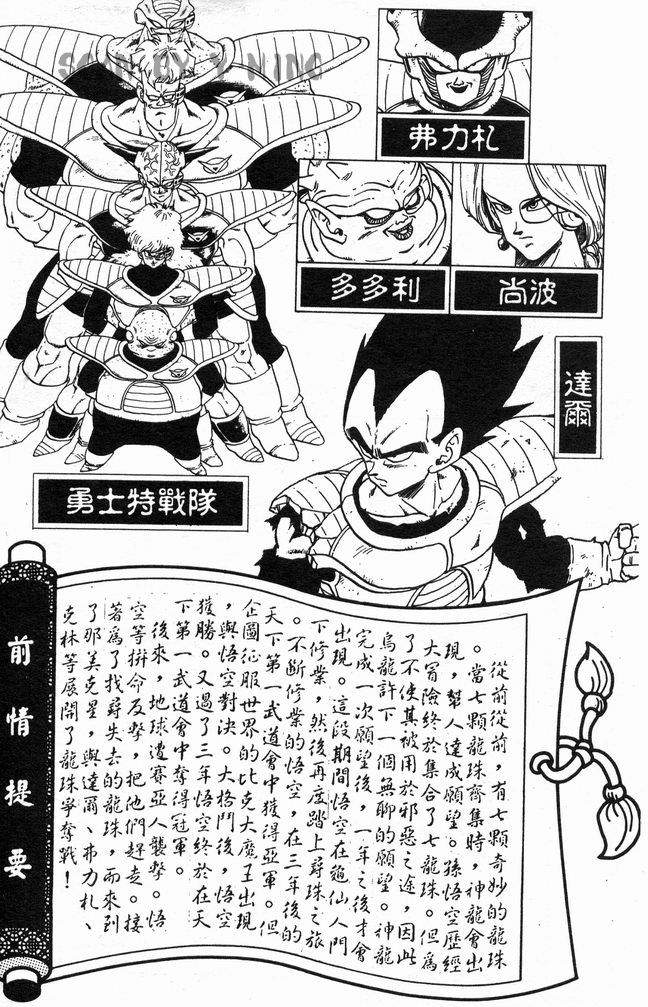 SCAN BY Y NING
弗力札
多多利
尚波
達爾
勇士特戰隊
前情提要
從前從前，有七顆奇妙的龍珠
。當七顆龍珠齊集時，神龍會出
現，幫人達成願望。孫悟空歷經
大冒險終於集合了七龍珠。但為
了不使其被用於邪惡之途，因此
烏龍許下一個無聊的願望。神龍
完成一次願望後，一年之後才會
出現。這段期間悟空在龜仙人門
下修業，然後再度踏上尋珠之旅
。不斷修業的悟空，在三年後的
天下第一武道會中獲得亞軍。但
企圖征服世界的比克大魔王出現
，與悟空對決。大格鬥後，悟空
獲勝。又過了三年悟空終於在天
下第一武道會中奪得冠軍。
後來，地球遭賽亞人襲擊。悟
空等拚命反擊，把他們趕走。接
著為了找尋失去的龍珠，而來到
了那美克星，與達爾、弗力札、
克林等展開了龍珠爭奪戰！